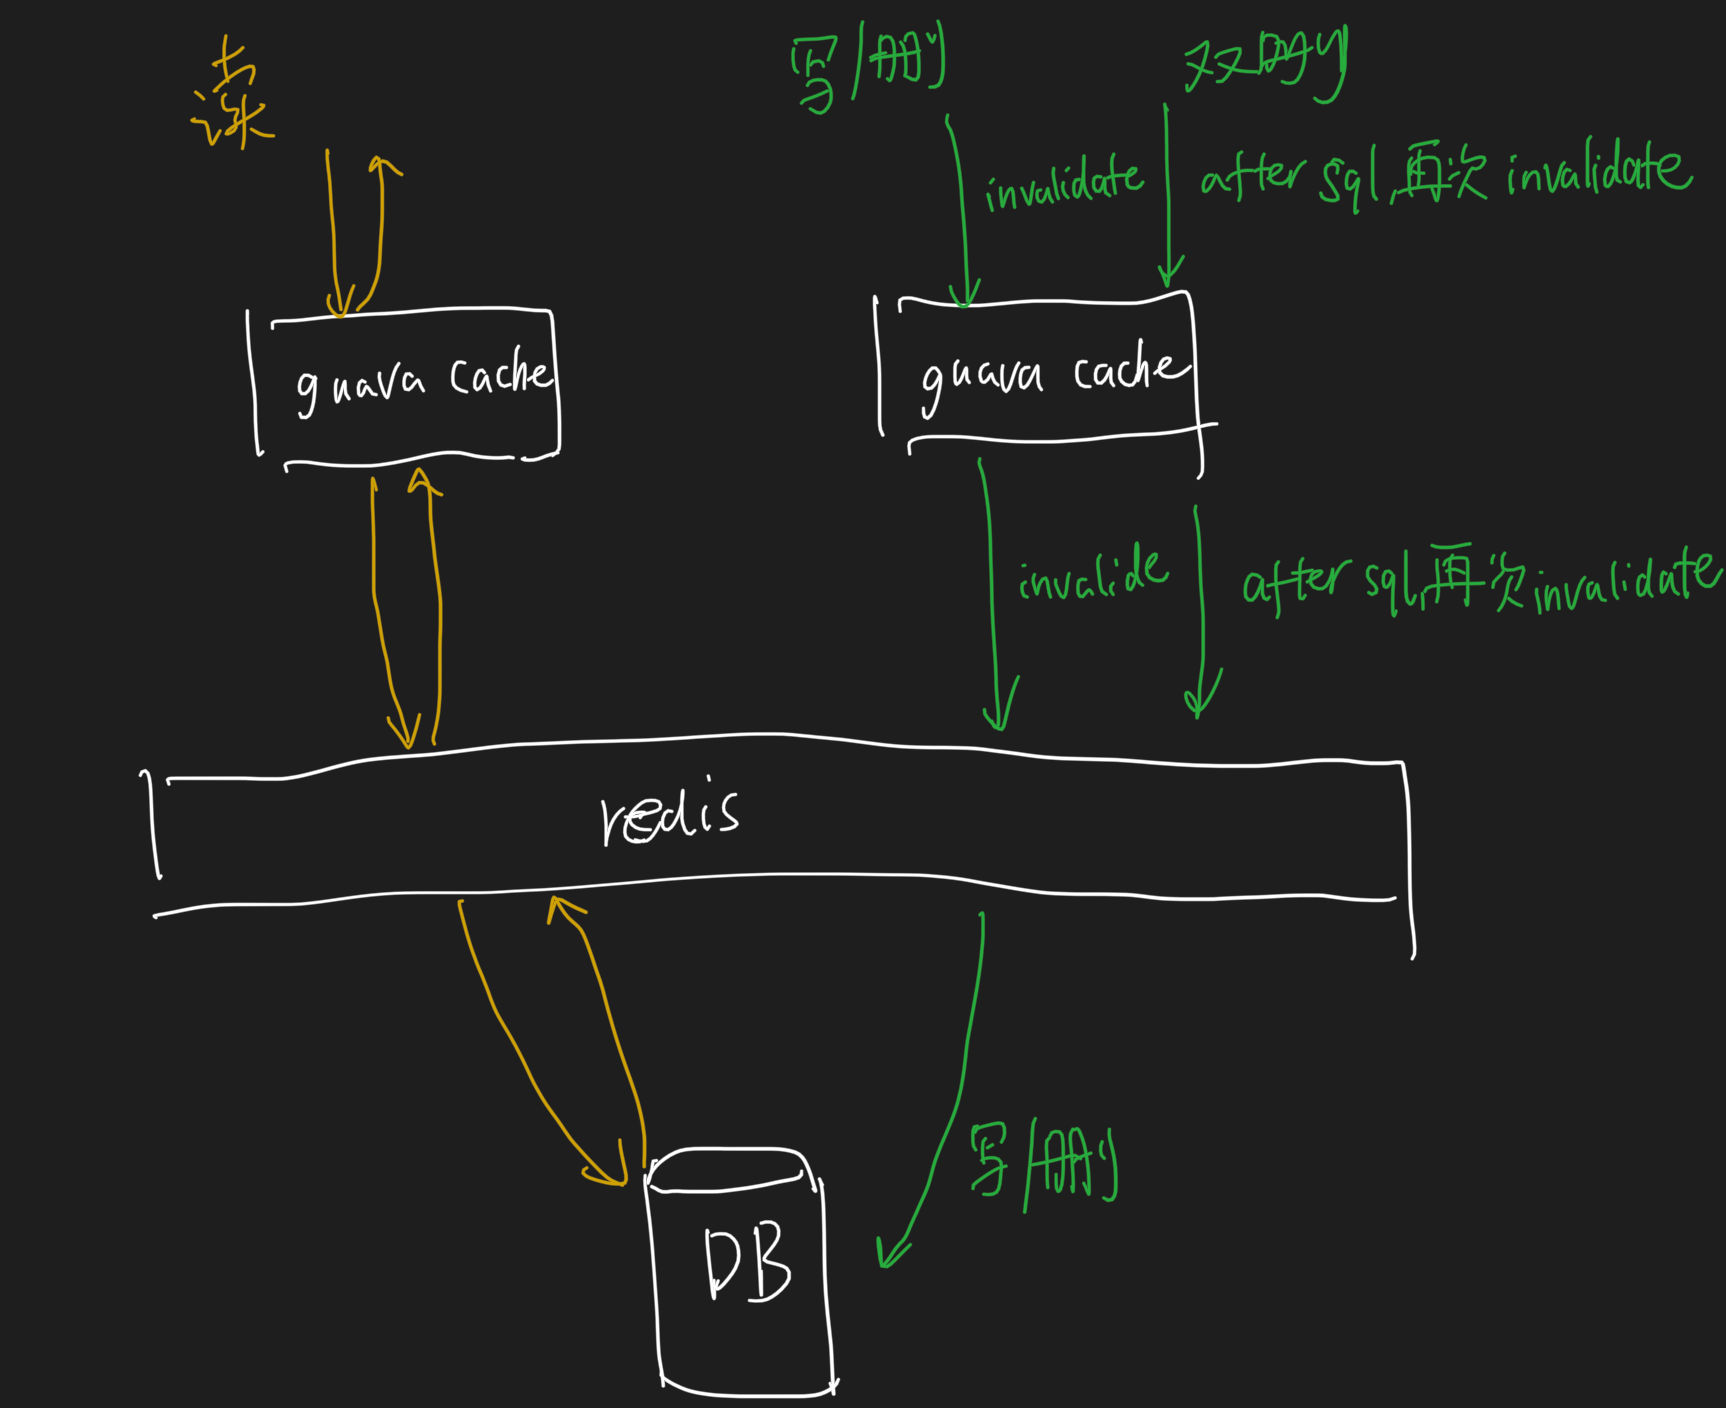 读
写/删
双删
invalidate
after sql,再次 invalidate
guava cache
guava cache
invalide
after sql,再次 invalidate
redis
写/删
DB